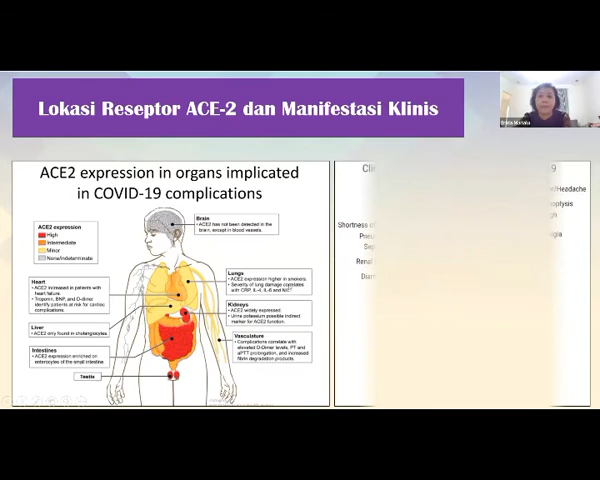 Lokasi Reseptor ACE-2 dan Manifestasi Klinis
ACE2 expression in organs implicated
in COVID-19 complications
ACE2 expression
High
Intermediate
Minor
None/indeterminate
Brain
• ACE2 has not been detected in the
brain, except in blood vessels.
Heart
• ACE2 increased in patients with
heart failure.
• Troponin, BNP, and D-dimer
identify patients at risk for cardiac
complications.
Lungs
• ACE2 expression higher in smokers.
• Severity of lung damage correlates
with CRP, IL-4, IL-6 and
Kidneys
• ACE2 widely expressed.
• Urine potassium possible indirect
marker for ACE2 function.
Liver
• ACE2 only found in cholangiocytes.
Vasculature
• Complications correlate with
elevated D-Dimer levels, PT and
aPTT prolongation, and increased
fibrin degradation products.
Intestines
• ACE2 expression enriched in
enterocytes of the small intestine.
Testis
9
/Headache
Shortness of